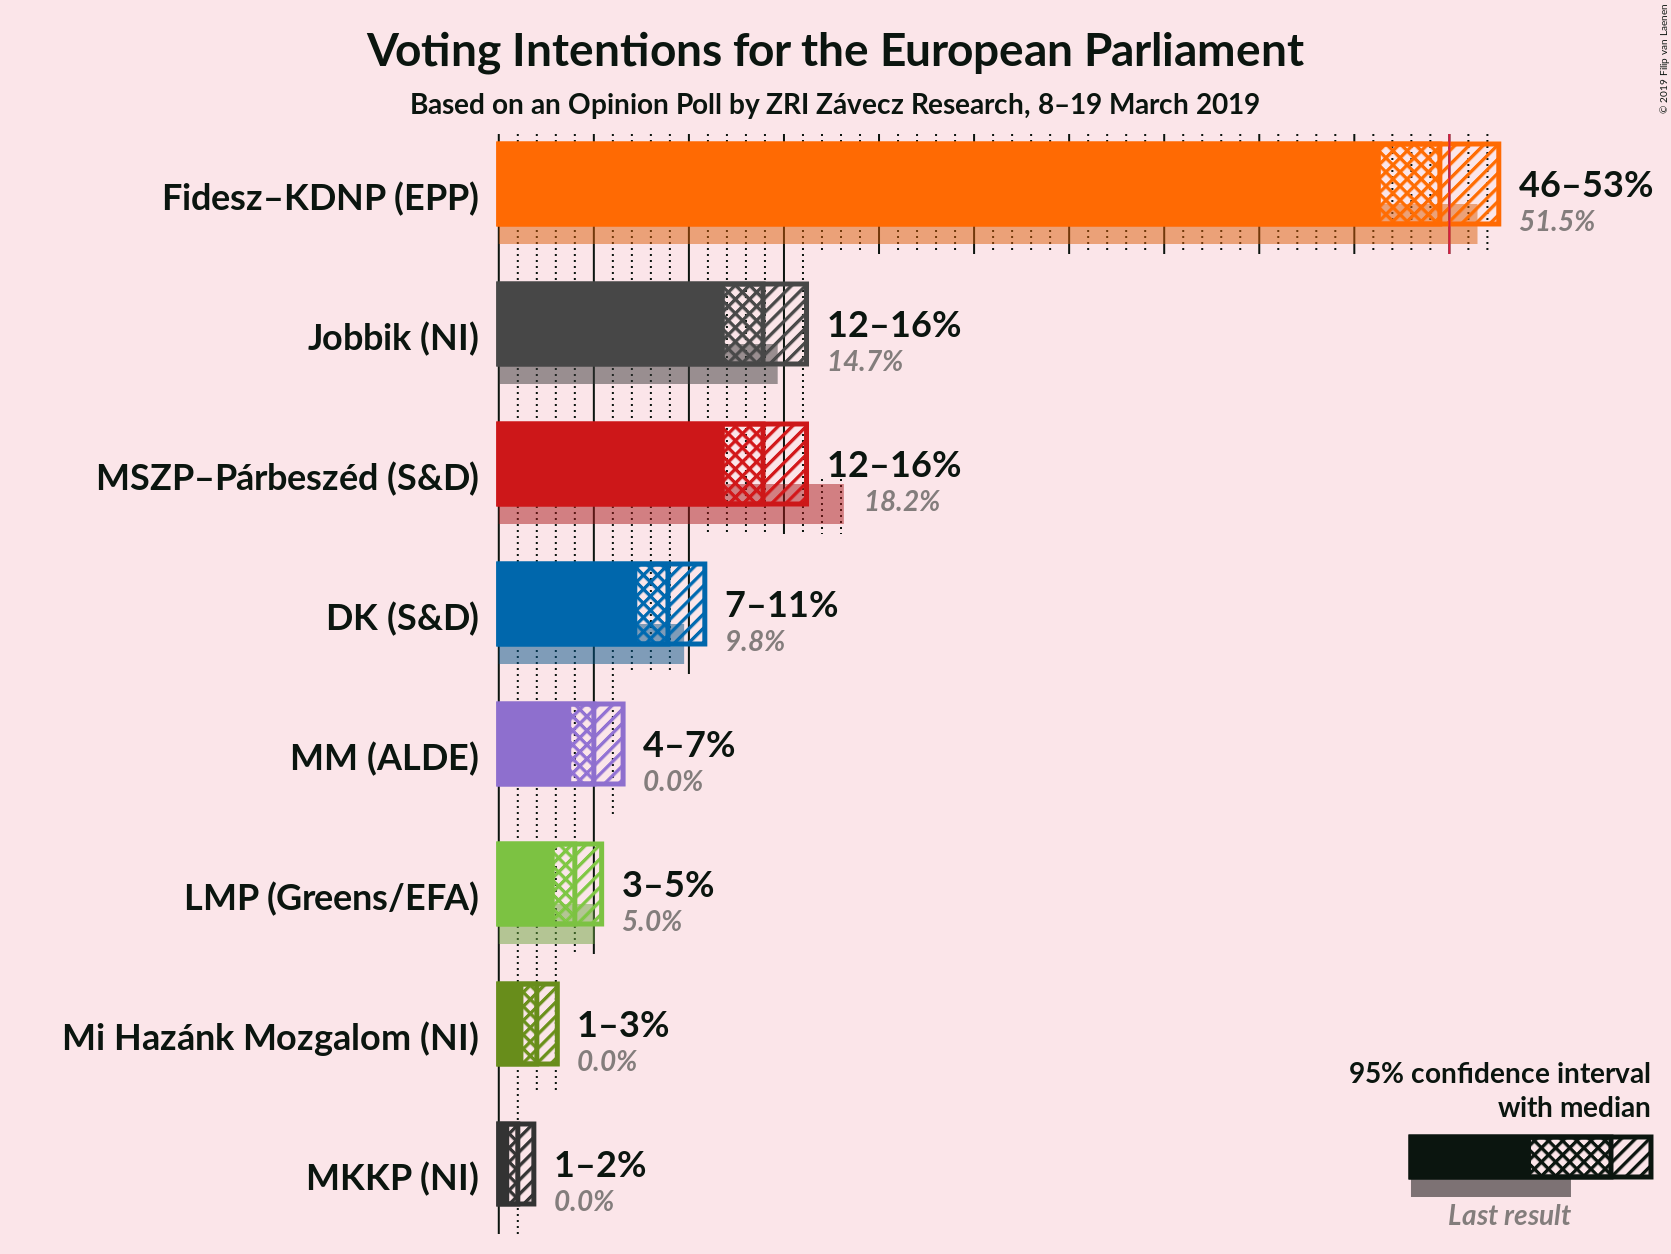 Voting Intentions for the European Parliament
Based on an Opinion Poll by ZRI Závecz Research, 8–19 March 2019
© 2019 Filip van Laenen
Fidesz–KDNP (EPP)
46–53%
51.5%
Jobbik (NI)
12–16%
14.7%
MSZP–Párbeszéd (S&D)
12–16%
18.2%
DK (S&D)
7–11%
9.8%
MM (ALDE)
4–7%
0.0%
LMP (Greens/EFA)
3–5%
5.0%
Mi Hazánk Mozgalom (NI)
1–3%
0.0%
MKKP (NI)
1–2%
0.0%
95% confidence interval
with median
Last result